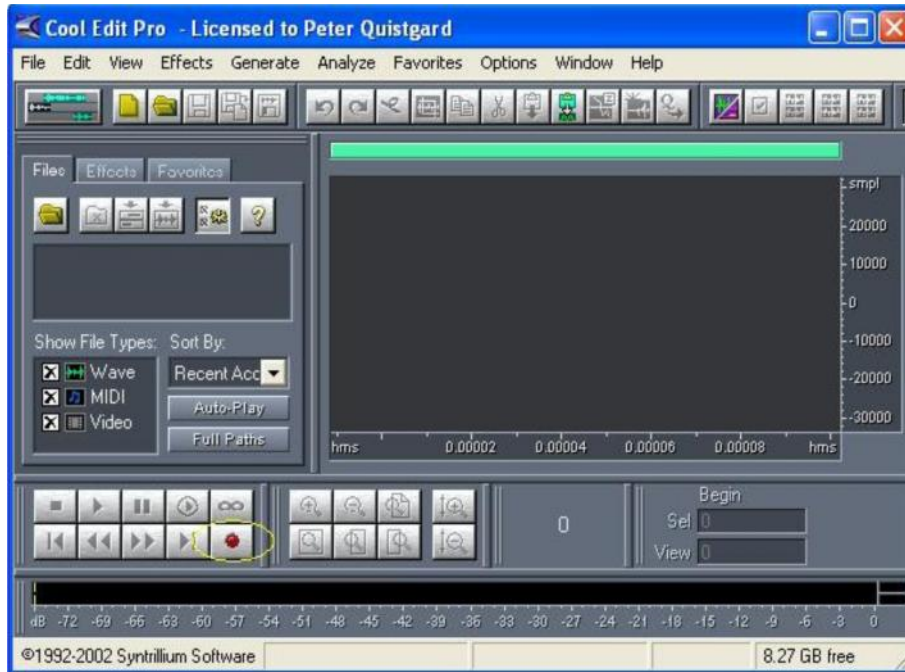 Cool Edit Pro - Licensed to Peter Quistgard
File Edit View Effects Generate Analyze Favorites Options Window Help
Files Effects Favorites
smpl
20000
10000
0
-10000
-20000
-30000
Show File Types: Sort By:
Wave Recent Acc
MIDI Auto-Play
Video Full Paths
hms 0.00002 0.00004 0.00006 0.00008 hms
Begin
0 Sel 0
View 0
dB -72 -69 -66 -63 -60 -57 -54 -51 -48 -45 -42 -39 -36 -33 -30 -27 -24 -21 -18 -15 -12 -9 -6 -3 0
©1992-2002 Syntrillium Software 8.27 GB free